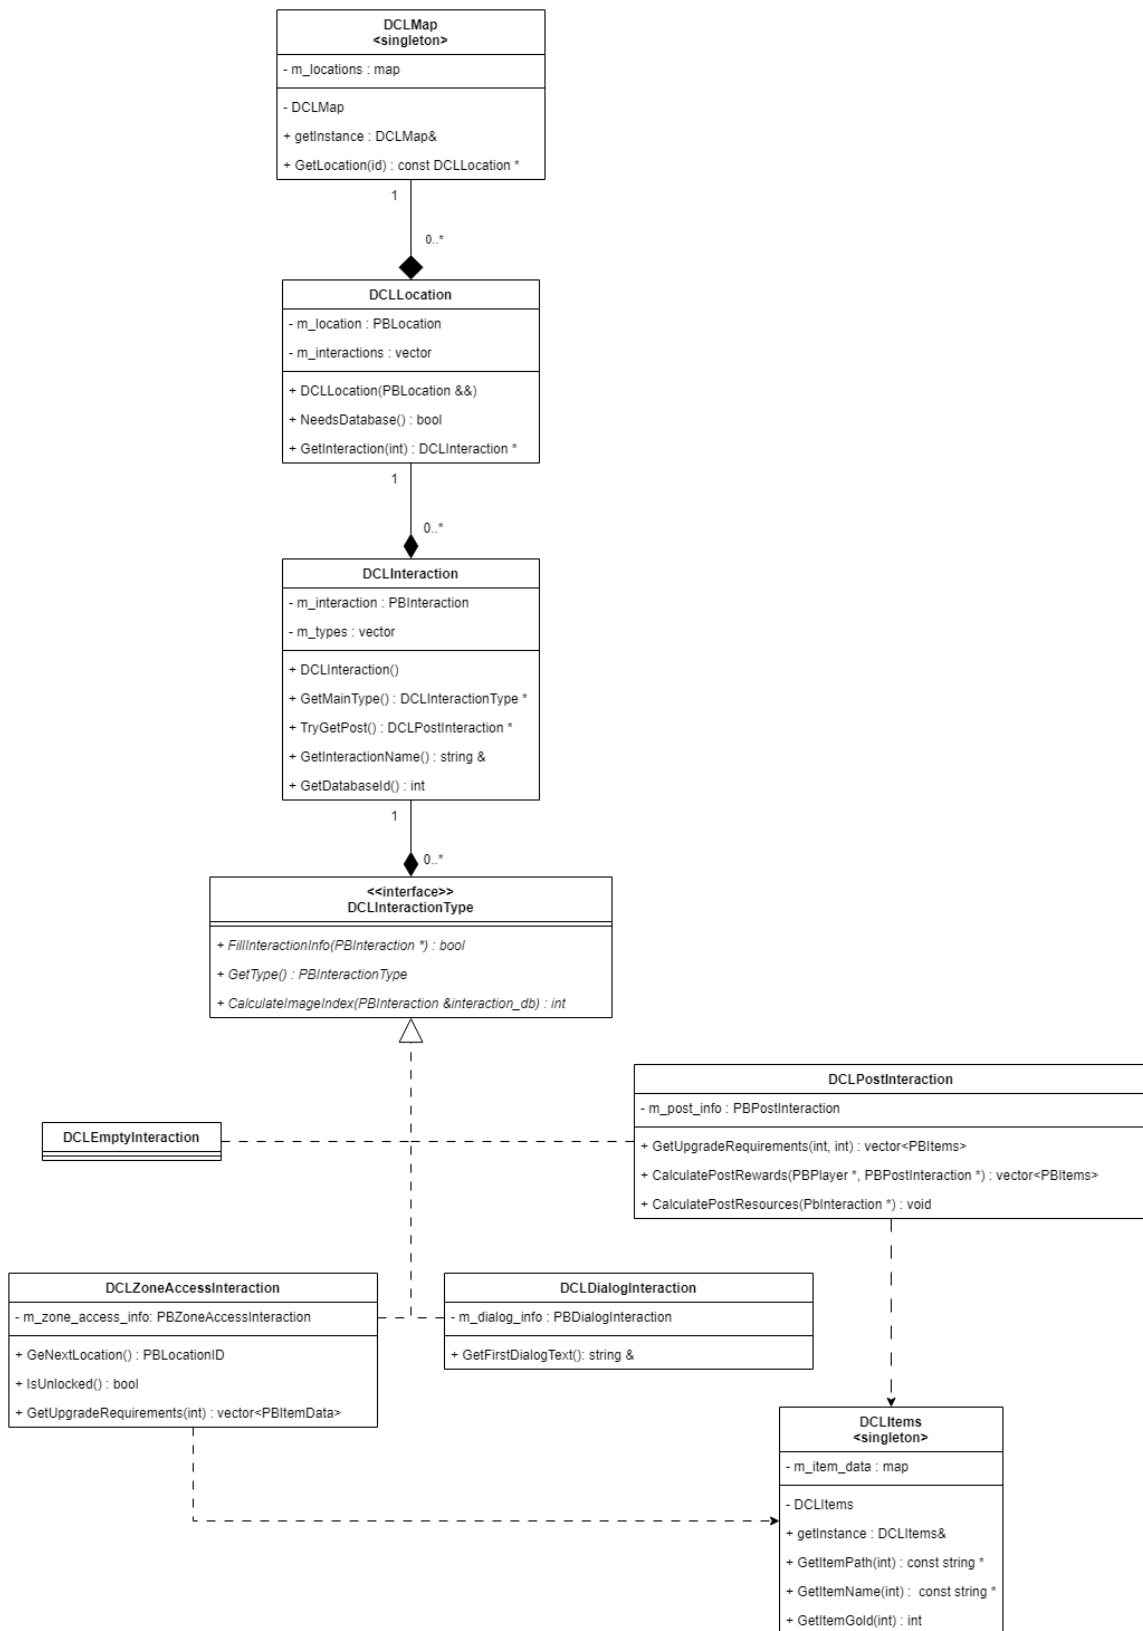 DCLMap
<singleton>
- m_locations : map
- DCLMap
+ getInstance : DCLMap&
+ GetLocation(id) : const DCLLocation *
1
0..*
DCLLocation
- m_location : PBLocation
- m_interactions : vector
+ DCLLocation(PBLocation &&)
+ NeedsDatabase() : bool
+ GetInteraction(int) : DCLInteraction *
1
0..*
DCLInteraction
- m_interaction : PBInteraction
- m_types : vector
+ DCLInteraction()
+ GetMainType() : DCLInteractionType *
+ TryGetPost() : DCLPostInteraction *
+ GetInteractionName() : string &
+ GetDatabaseId() : int
1
0..*
<<interface>>
DCLInteractionType
+ FillInteractionInfo(PBInteraction *) : bool
+ GetType() : PBInteractionType
+ CalculateImageIndex(PBInteraction &interaction_db) : int
DCLPostInteraction
- m_post_info : PBPostInteraction
+ GetUpgradeRequirements(int, int) : vector<PBItems>
+ CalculatePostRewards(PBPlayer *, PBPostInteraction *) : vector<PBItems>
+ CalculatePostResources(PbInteraction *) : void
DCLEmptyInteraction
DCLZoneAccessInteraction
- m_zone_access_info: PBZoneAccessInteraction
+ GeNextLocation() : PBLocationID
+ IsUnlocked() : bool
+ GetUpgradeRequirements(int) : vector<PBItemData>
DCLDialogInteraction
- m_dialog_info : PBDialogInteraction
+ GetFirstDialogText(): string &
DCLItems
<singleton>
- m_item_data : map
- DCLItems
+ getInstance : DCLItems&
+ GetItemPath(int) : const string *
+ GetItemName(int) : const string *
+ GetItemGold(int) : int